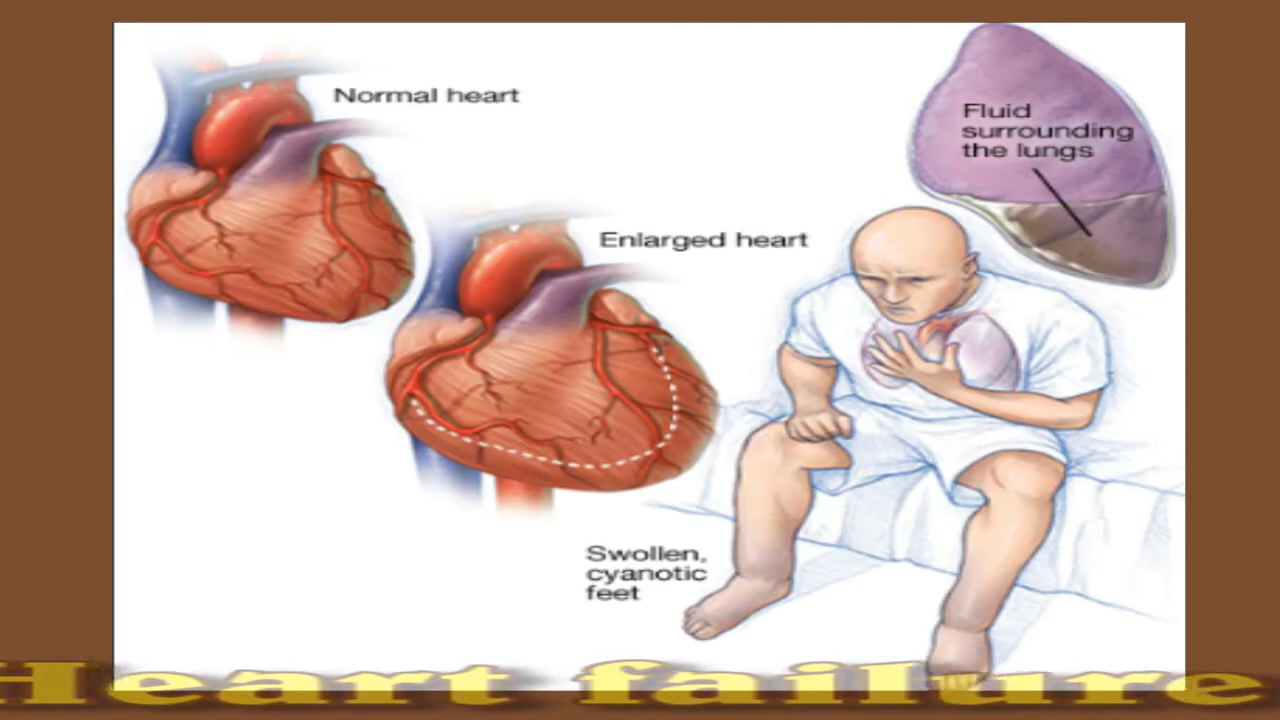 Normal heart
Fluid
surrounding
the lungs
Enlarged heart
Swollen,
cyanotic
feet
Heart failure